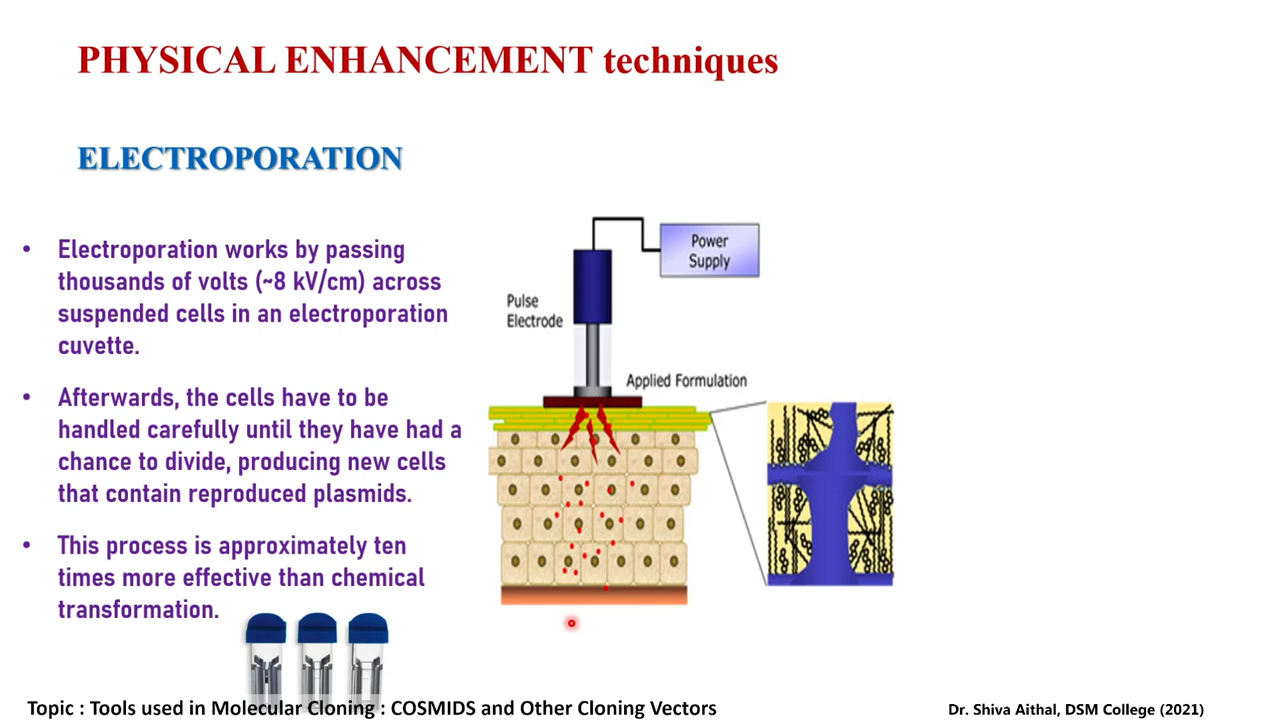 PHYSICAL ENHANCEMENT techniques
ELECTROPORATION
• Electroporation works by passing
thousands of volts (~8 kV/cm) across
suspended cells in an electroporation
cuvette.
• Afterwards, the cells have to be
handled carefully until they have had a
chance to divide, producing new cells
that contain reproduced plasmids.
• This process is approximately ten
times more effective than chemical
transformation.
Power
Supply
Pulse
Electrode
Applied Formulation
Topic : Tools used in Molecular Cloning : COSMIDS and Other Cloning Vectors
Dr. Shiva Aithal, DSM College (2021)